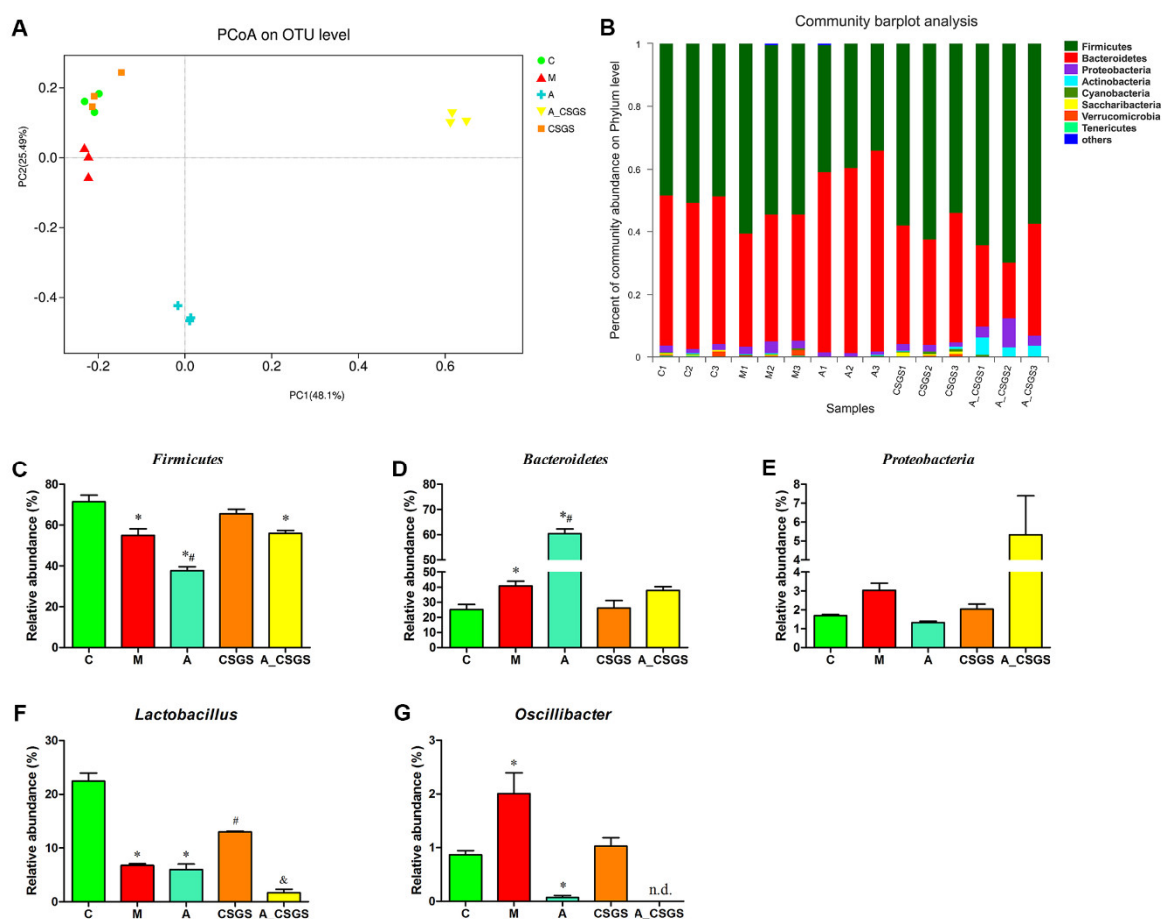 A
PCoA on OTU level
C
M
A
A_CSGS
CSGS
PC2(25.49%)
0.2
0.0
-0.2
-0.4
-0.2
0.0
0.2
0.4
0.6
PC1(48.1%)
B
Community barplot analysis
Firmicutes
Bacteroidetes
Proteobacteria
Actinobacteria
Cyanobacteria
Saccharibacteria
Verrucomicrobia
Tenericutes
others
Percent of community abundance on Phylum level
1
0.8
0.6
0.4
0.2
0
C1
C2
C3
M1
M2
M3
A1
A2
A3
CSGS1
CSGS2
CSGS3
A_CSGS1
A_CSGS2
A_CSGS3
Samples
C
Firmicutes
Relative abundance (%)
80
60
40
20
0
*
*#
*
C M A CSGS A_CSGS
D
Bacteroidetes
Relative abundance (%)
80
70
60
50
40
30
20
10
0
*
*#
C M A CSGS A_CSGS
E
Proteobacteria
Relative abundance (%)
8
7
6
5
4
3
2
1
0
C M A CSGS A_CSGS
F
Lactobacillus
Relative abundance (%)
30
20
10
0
*
*
#
&
C M A CSGS A_CSGS
G
Oscillibacter
Relative abundance (%)
3
2
1
0
*
*
n.d.
C M A CSGS A_CSGS